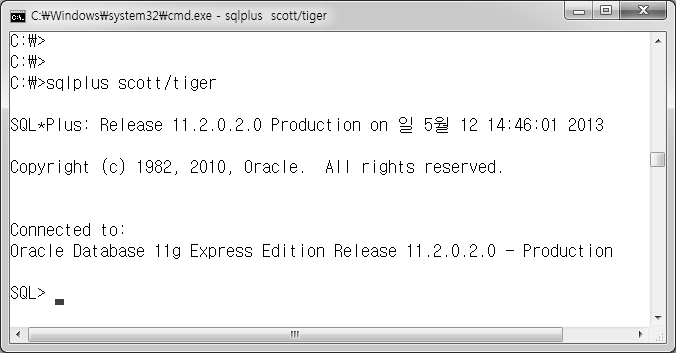 C:₩Windows₩system32₩cmd.exe - sqlplus  scott/tiger
C:₩>
C:₩>
C:₩>sqlplus scott/tiger
SQL*Plus: Release 11.2.0.2.0 Production on 일 5월 12 14:46:01 2013
Copyright (c) 1982, 2010, Oracle.  All rights reserved.
Connected to:
Oracle Database 11g Express Edition Release 11.2.0.2.0 - Production
SQL> _